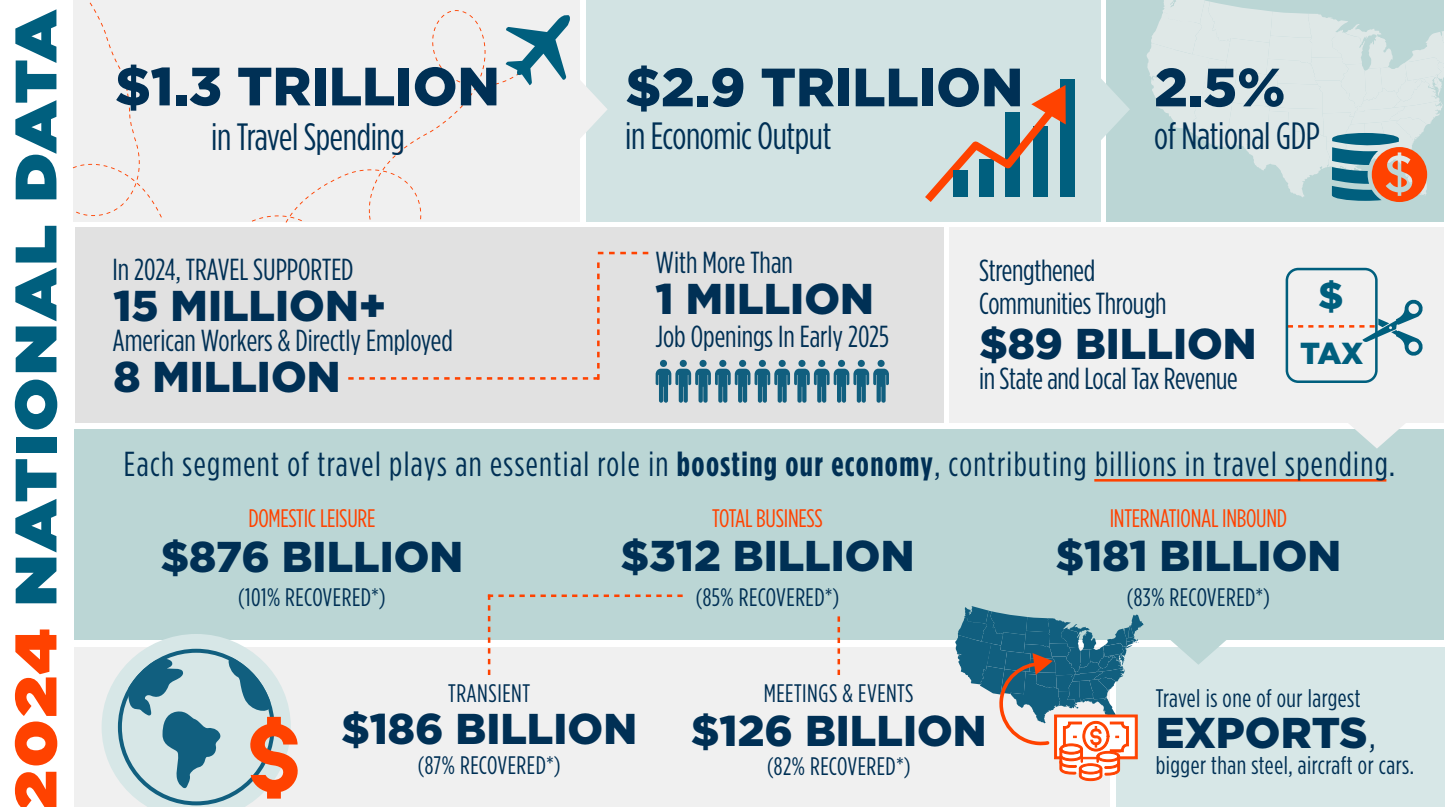 2024 NATIONAL DATA
$1.3 TRILLION
in Travel Spending
$2.9 TRILLION
in Economic Output
2.5%
of National GDP
$
In 2024, TRAVEL SUPPORTED
15 MILLION+
American Workers & Directly Employed
8 MILLION
With More Than
1 MILLION
Job Openings In Early 2025
Strengthened
Communities Through
$89 BILLION
in State and Local Tax Revenue
$
TAX
Each segment of travel plays an essential role in boosting our economy, contributing billions in travel spending.
DOMESTIC LEISURE
$876 BILLION
(101% RECOVERED*)
TOTAL BUSINESS
$312 BILLION
(85% RECOVERED*)
INTERNATIONAL INBOUND
$181 BILLION
(83% RECOVERED*)
$
TRANSIENT
$186 BILLION
(87% RECOVERED*)
MEETINGS & EVENTS
$126 BILLION
(82% RECOVERED*)
$
Travel is one of our largest
EXPORTS,
bigger than steel, aircraft or cars.